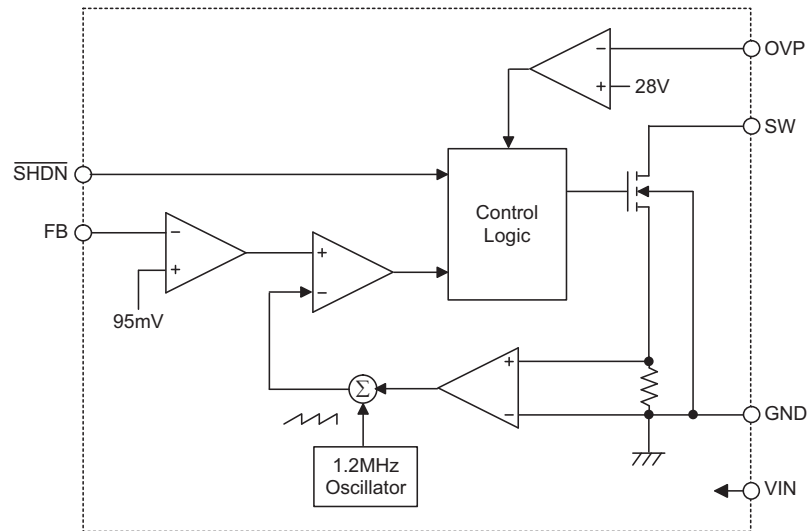 OVP
28V
SW
SHDN
FB
Control
Logic
95mV
Σ
GND
1.2MHz
Oscillator
VIN